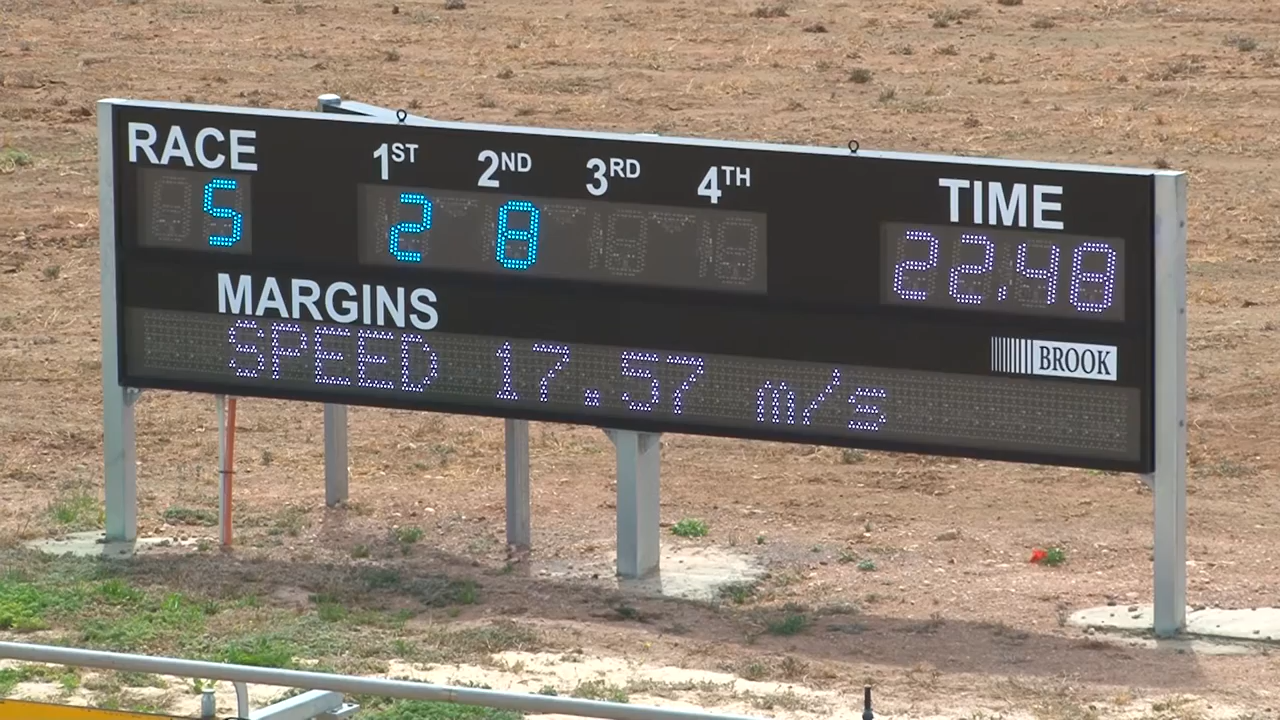 RACE 1ST 2ND 3RD 4TH TIME
5 2 8 22.48
MARGINS
BROOK
SPEED 17.57 m/s